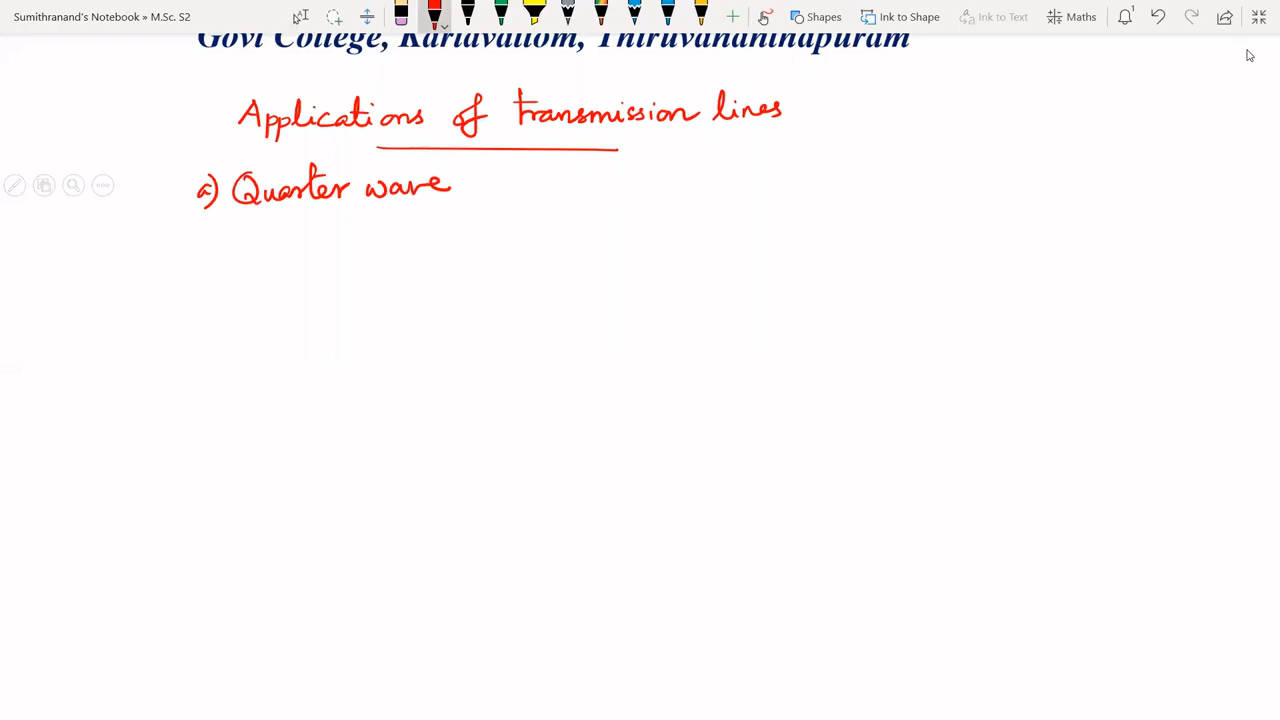 Sumithranand's Notebook » M.Sc. S2
Shapes
Ink to Shape
Ink to Text
Maths
Govt College, Kariavattom, Thiruvananthapuram
Applications of transmission lines
a) Quarter wave